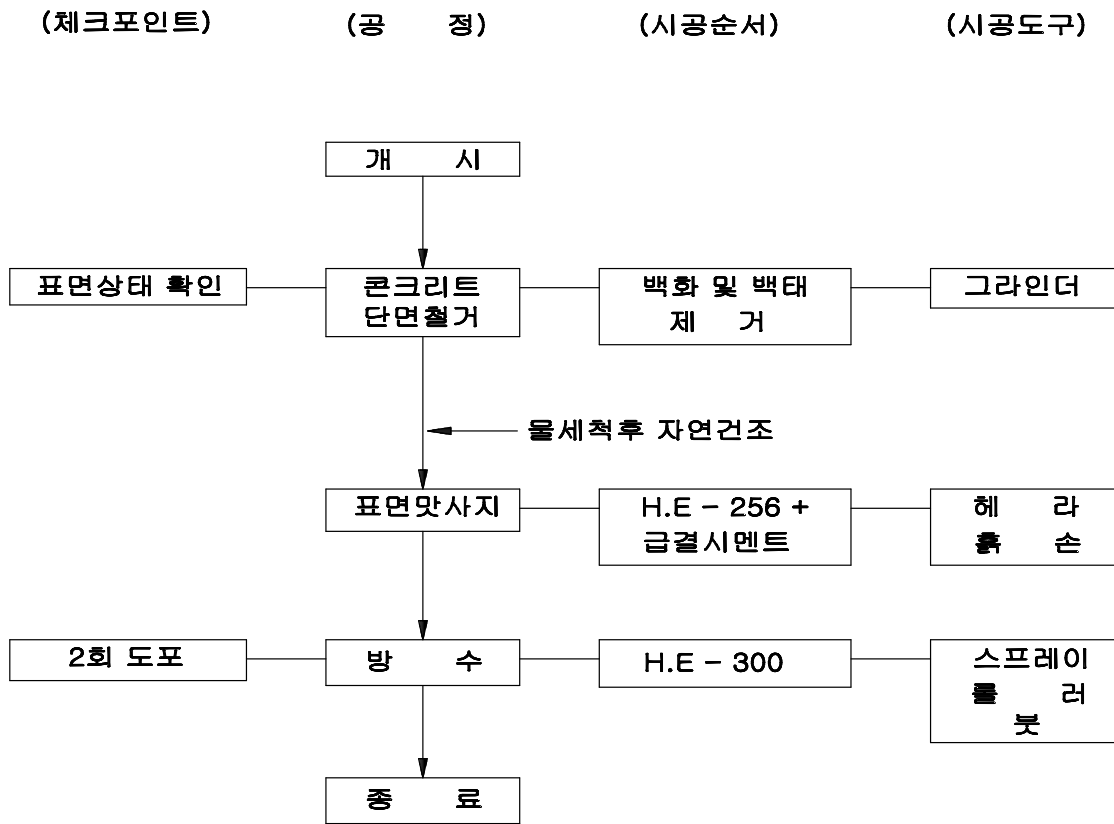 (체크포인트) (공 정) (시공순서) (시공도구)
개 시
표면상태 확인
콘크리트
단면철거
백화 및 백태
제 거
그라인더
물세척후 자연건조
표면맛사지
H.E - 256 +
급결시멘트
헤 라
흙 손
2회 도포
방 수
H.E - 300
스프레이
롤 러
붓
종 료